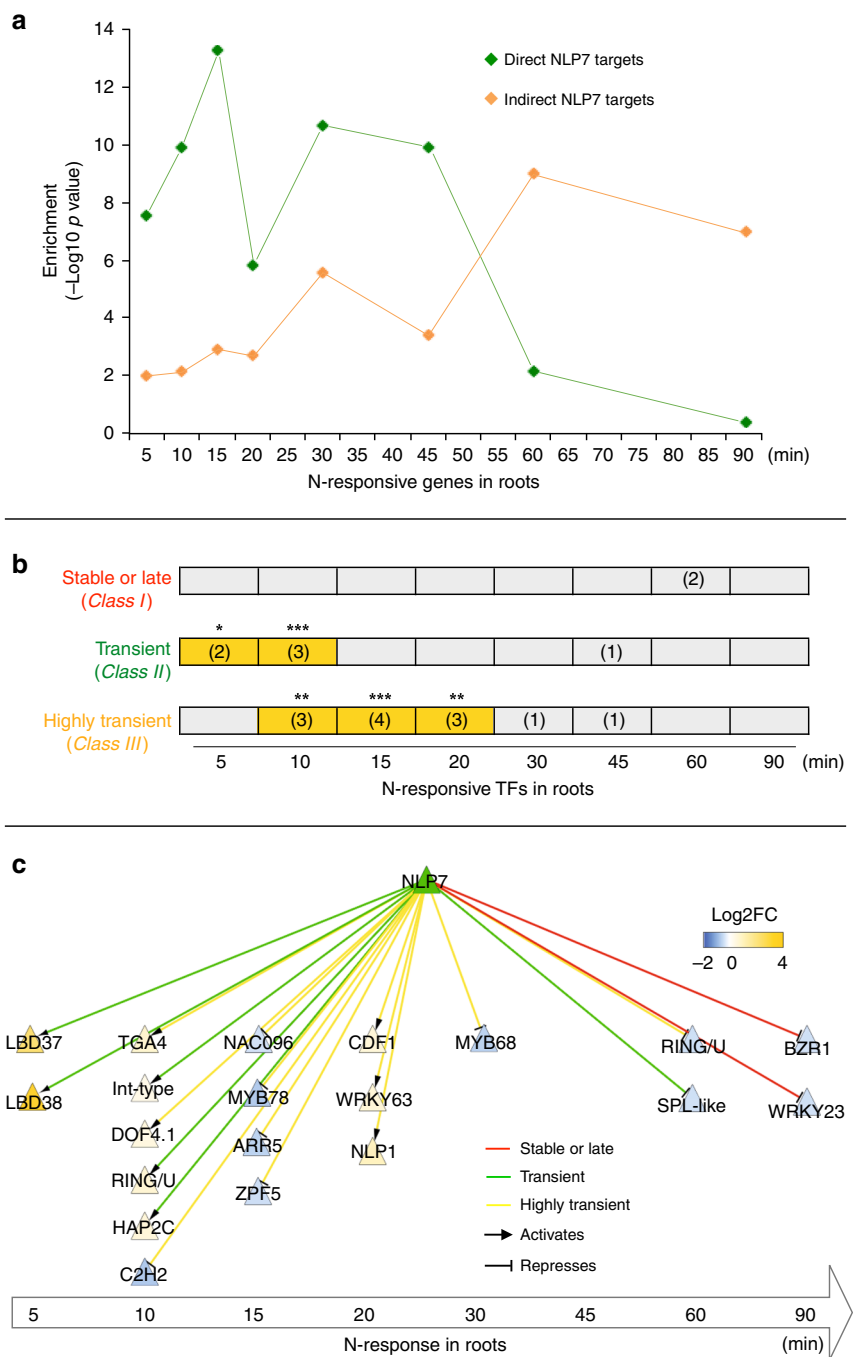 a
14
12
10
8
6
4
2
0
Enrichment
(–Log10 p value)
Direct NLP7 targets
Indirect NLP7 targets
5 10 15 20 25 30 35 40 45 50 55 60 65 70 75 80 85 90 (min)
N-responsive genes in roots
b
Stable or late
(Class I)
(2)
Transient
(Class II)
* ***
(2) (3) (1)
Highly transient
(Class III)
** *** **
(3) (4) (3) (1) (1)
5 10 15 20 30 45 60 90 (min)
N-responsive TFs in roots
c
NLP7
Log2FC
–2 0 4
LBD37 TGA4 NAC096 CDF1 MYB68 RING/U BZR1
LBD38 Int-type MYB78 WRKY63 SPL-like WRKY23
DOF4.1 ARR5 NLP1
RING/U ZPF5
HAP2C
C2H2
Stable or late
Transient
Highly transient
Activates
Represses
5 10 15 20 30 45 60 90
N-response in roots (min)